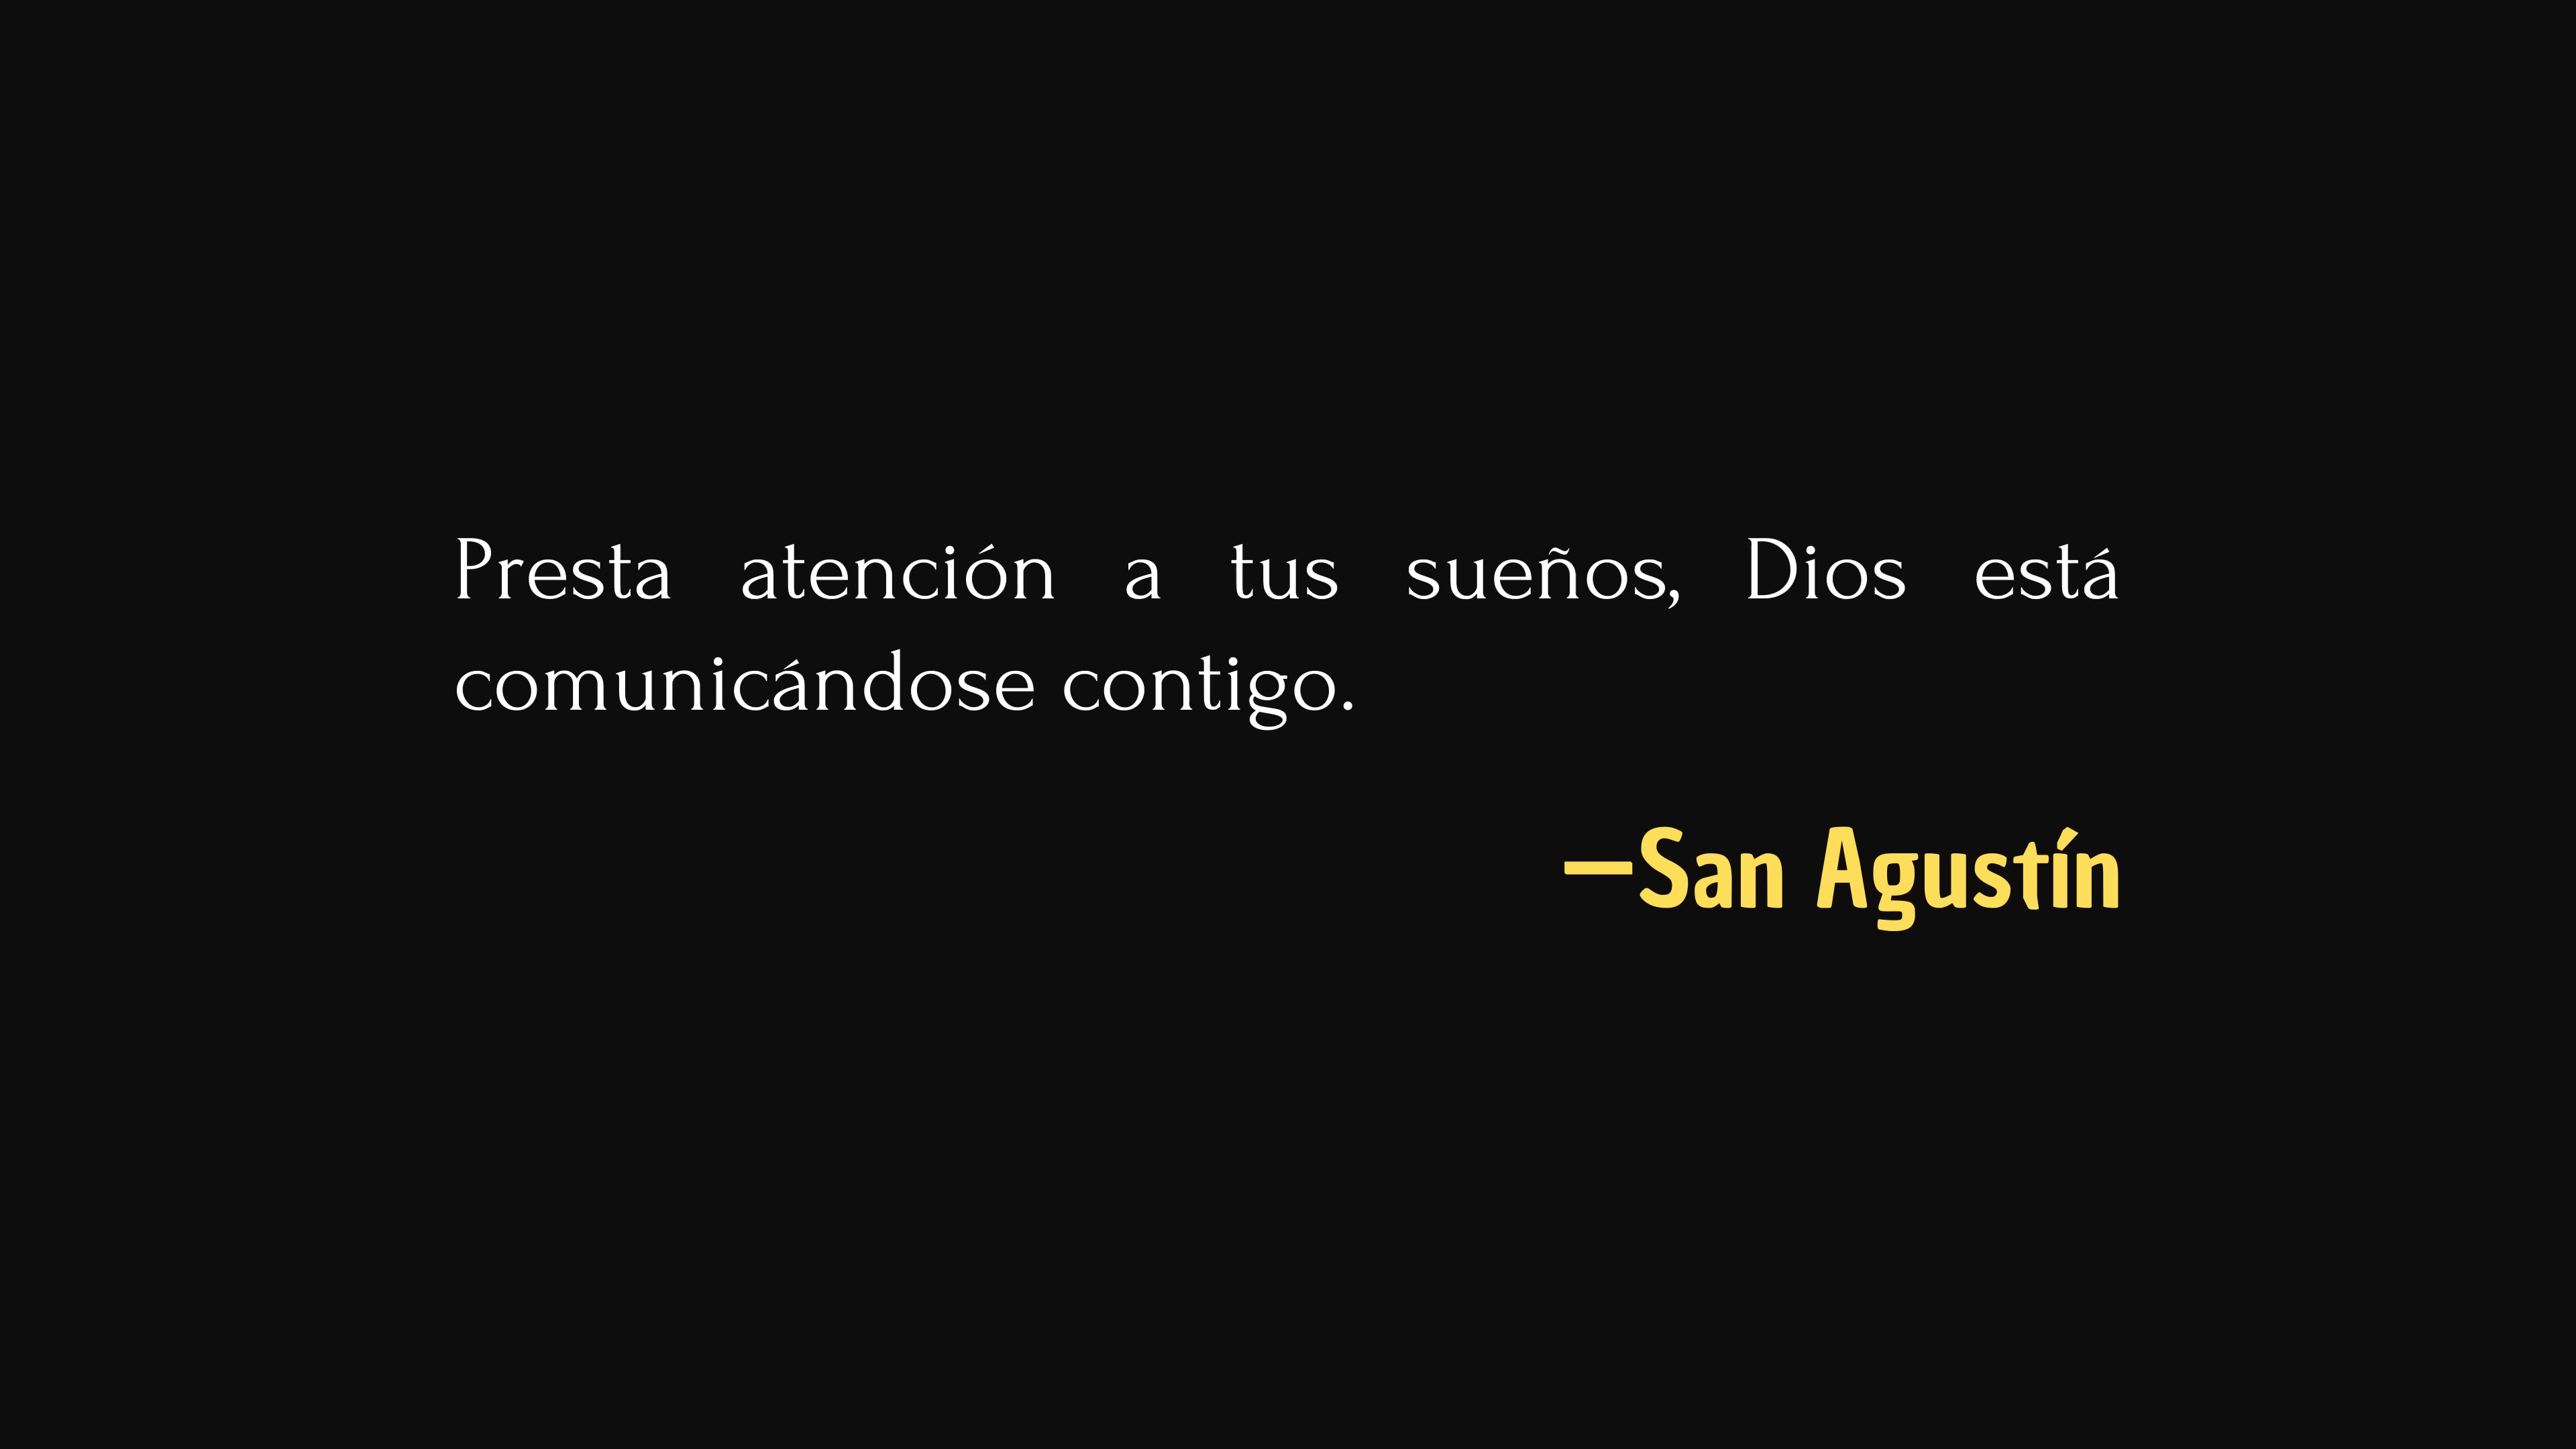 Presta atención a tus sueños, Dios está
comunicándose contigo.
—San Agustín